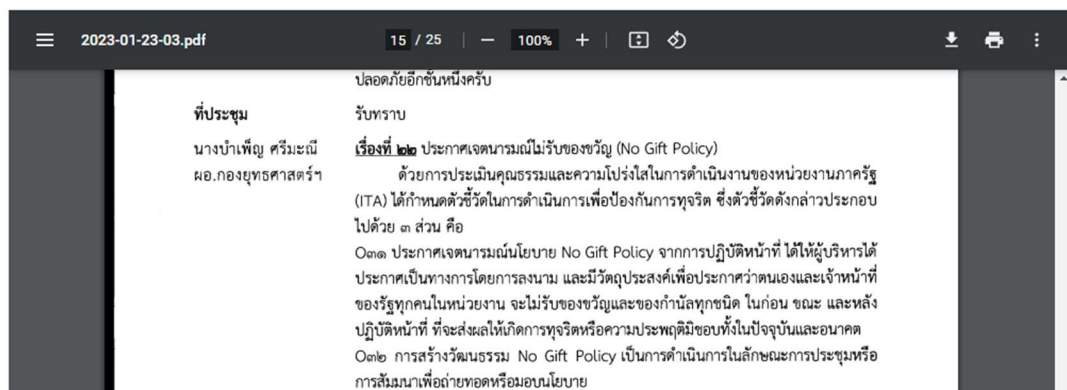 2023-01-23-03.pdf 15 / 25 100%
ปลอดภัยอีกชั้นหนึ่งครับ
ที่ประชุม รับทราบ
นางบำเพ็ญ ศรีมะณี เรื่องที่ ๒๒ ประกาศเจตนารมณ์ไม่รับของขวัญ (No Gift Policy)
ผอ.กองยุทธศาสตร์ฯ ด้วยการประเมินคุณธรรมและความโปร่งใสในการดำเนินงานของหน่วยงานภาครัฐ
(ITA) ได้กำหนดตัวชี้วัดในการดำเนินการเพื่อป้องกันการทุจริต ซึ่งตัวชี้วัดดังกล่าวประกอบ
ไปด้วย ๓ ส่วน คือ
O๓๑ ประกาศเจตนารมณ์นโยบาย No Gift Policy จากการปฏิบัติหน้าที่ ได้ให้ผู้บริหารได้
ประกาศเป็นทางการโดยการลงนาม และมีวัตถุประสงค์เพื่อประกาศว่าตนเองและเจ้าหน้าที่
ของรัฐทุกคนในหน่วยงาน จะไม่รับของขวัญและของกำนัลทุกชนิด ในก่อน ขณะ และหลัง
ปฏิบัติหน้าที่ ที่จะส่งผลให้เกิดการทุจริตหรือความประพฤติมิชอบทั้งในปัจจุบันและอนาคต
O๓๒ การสร้างวัฒนธรรม No Gift Policy เป็นการดำเนินการในลักษณะการประชุมหรือ
การสัมมนาเพื่อถ่ายทอดหรือมอบนโยบาย